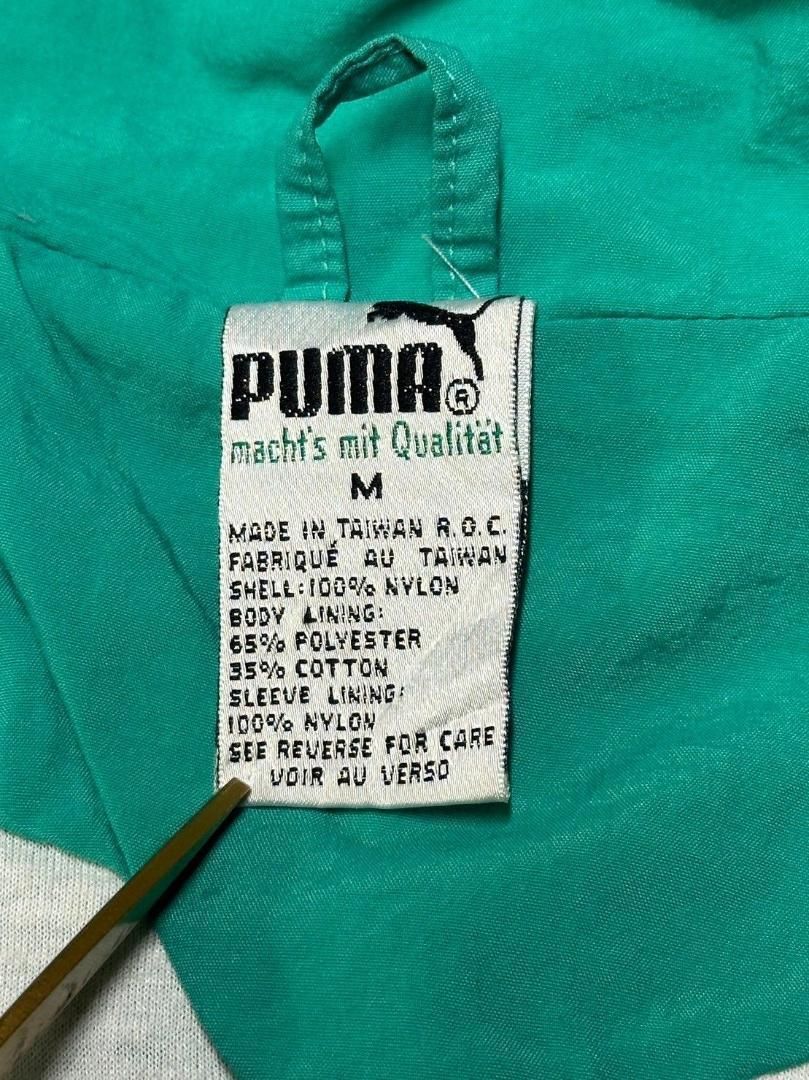 PUMA®
macht's mit Qualität
M
MADE IN TAIWAN R.O.C.
FABRIQUÉ AU TAIWAN
SHELL:100% NYLON
BODY LINING:
65% POLYESTER
35% COTTON
SLEEVE LINING:
100% NYLON
SEE REVERSE FOR CARE
VOIR AU VERSO